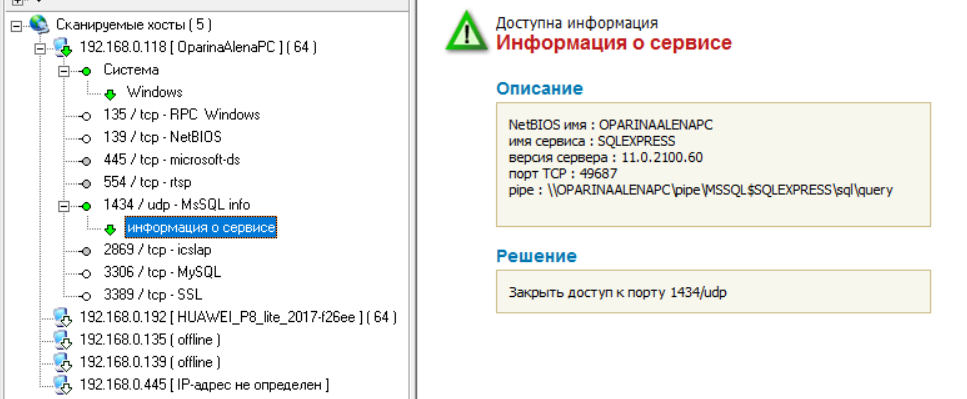 Сканируемые хосты ( 5 )
192.168.0.118 [ OparinaAlenaPC ] ( 64 )
Система
Windows
135 / tcp - RPC Windows
139 / tcp - NetBIOS
445 / tcp - microsoft-ds
554 / tcp - rtsp
1434 / udp - MsSQL info
информация о сервисе
2869 / tcp - icslap
3306 / tcp - MySQL
3389 / tcp - SSL
192.168.0.192 [ HUAWEI_P8_lite_2017-f26ee ] ( 64 )
192.168.0.135 ( offline )
192.168.0.139 ( offline )
192.168.0.445 [ IP-адрес не определен ]
Доступна информация
Информация о сервисе
Описание
NetBIOS имя : OPARINAALENAPC
имя сервиса : SQLEXPRESS
версия сервера : 11.0.2100.60
порт TCP : 49687
pipe : \\OPARINAALENAPC\pipe\MSSQL$SQLEXPRESS\sql\query
Решение
Закрыть доступ к порту 1434/udp